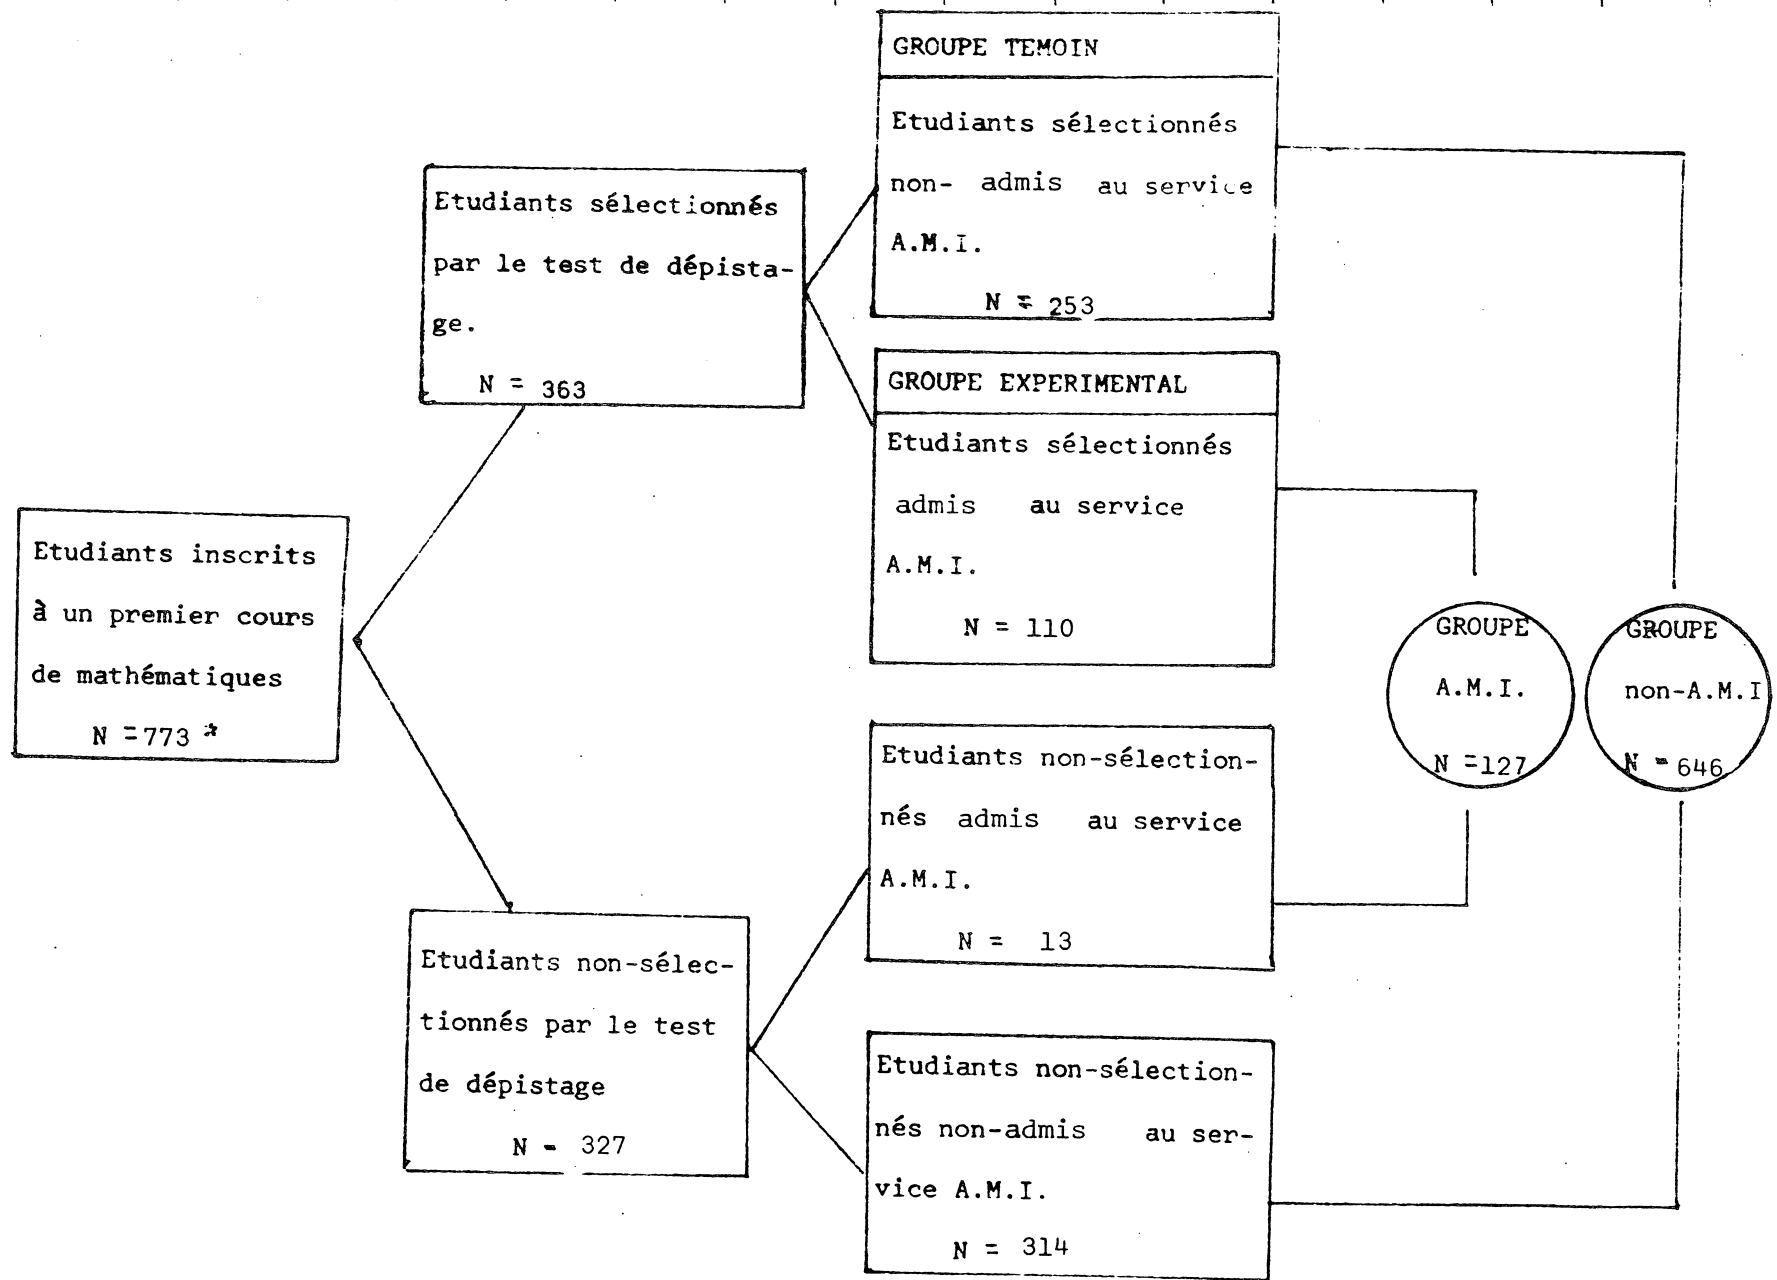 GROUPE TEMOIN
Etudiants sélectionnés
non- admis au service
A.M.I.
N = 253
Etudiants sélectionnés
par le test de dépista-
ge.
N = 363
GROUPE EXPERIMENTAL
Etudiants sélectionnés
admis au service
A.M.I.
N = 110
Etudiants inscrits
à un premier cours
de mathématiques
N =773 *
GROUPE
A.M.I.
N =127
GROUPE
non-A.M.I
N = 646
Etudiants non-sélection-
nés admis au service
A.M.I.
N = 13
Etudiants non-sélec-
tionnés par le test
de dépistage
N - 327
Etudiants non-sélection-
nés non-admis au ser-
vice A.M.I.
N = 314